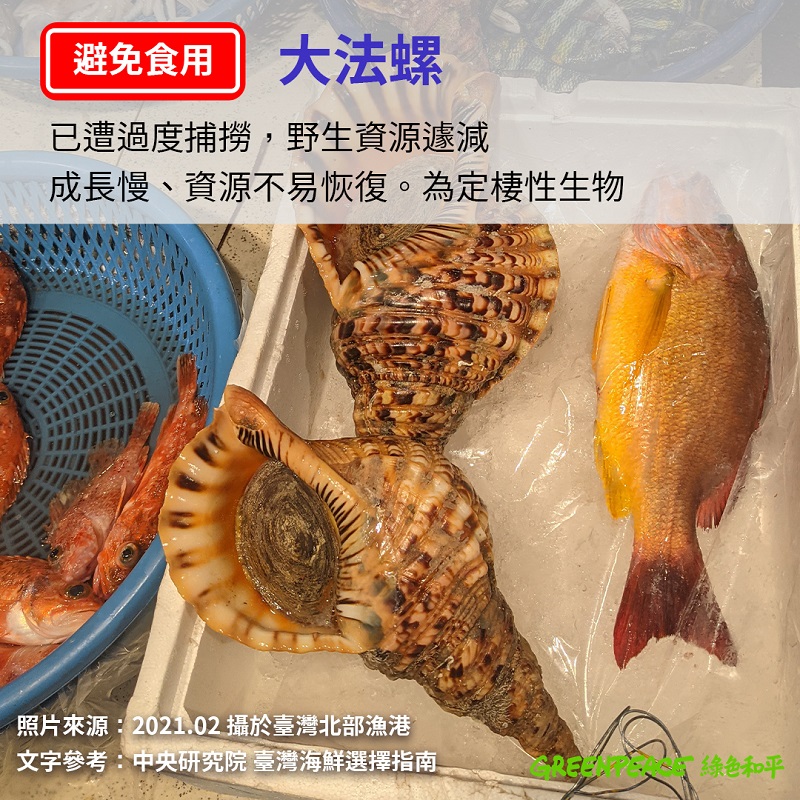 避免食用
大法螺
已遭過度捕撈，野生資源遽減
成長慢、資源不易恢復。為定棲性生物
照片來源：2021.02 攝於臺灣北部漁港
文字參考：中央研究院 臺灣海鮮選擇指南
GREENPEACE 綠色和平